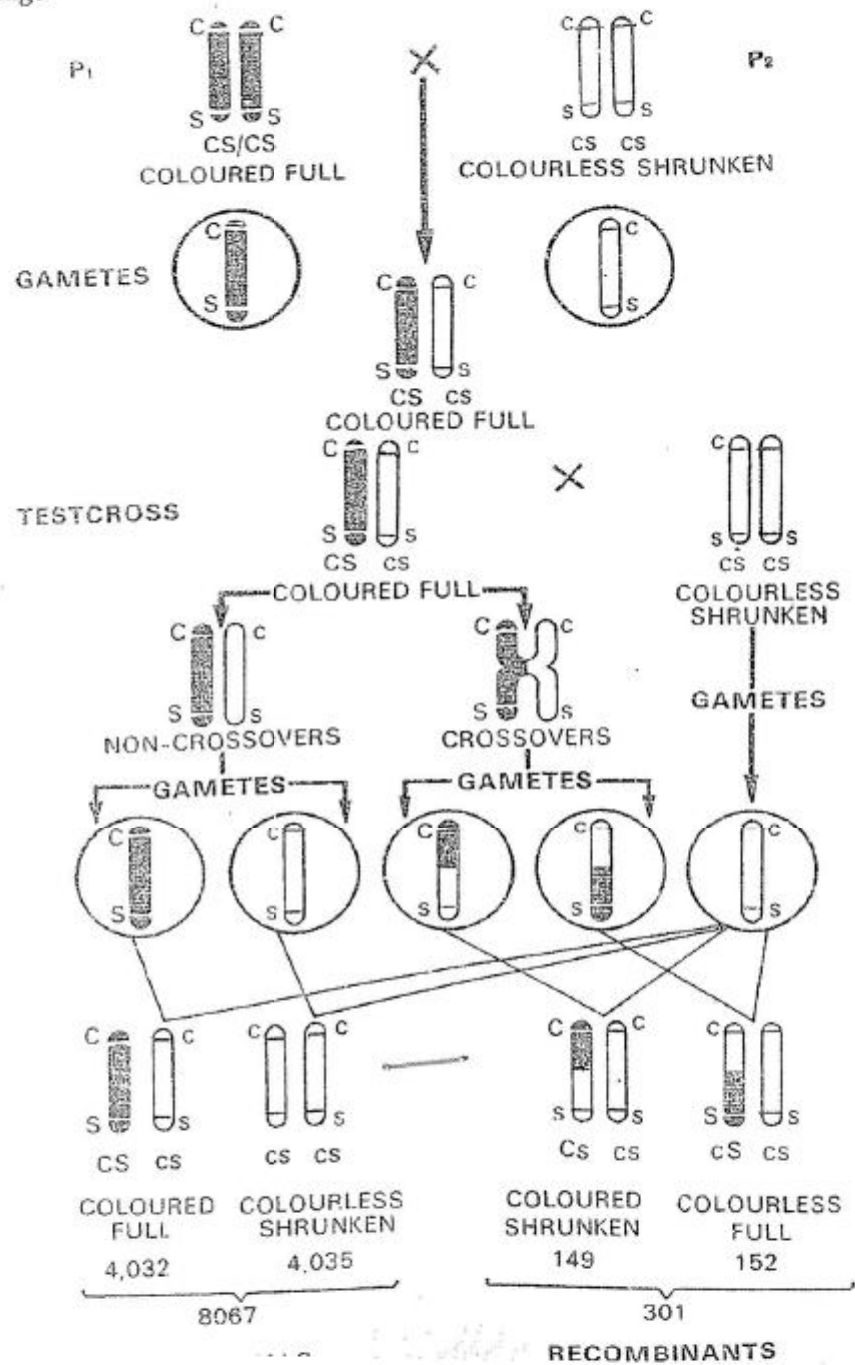 C C
P₁
S S
CS/CS
COLOURED FULL
C C
P₂
S S
cs cs
COLOURLESS SHRUNKEN
GAMETES
C
S
C
S
C
S
C
S
CS cs
COLOURED FULL
TESTCROSS
C C
S S
CS cs
COLOURED FULL
C C
S S
cs cs
COLOURLESS
SHRUNKEN
C C
S S
NON-CROSSOVERS
C C
S S
CROSSOVERS
GAMETES
GAMETES
GAMETES
C
S
C
S
C
S
C
S
C
S
C C
S S
CS cs
COLOURED
FULL
4,032
C C
S
cs cs
COLOURLESS
SHRUNKEN
4,035
8067
C C
S S
Cs cs
COLOURED
SHRUNKEN
149
C C
S S
cS cs
COLOURLESS
FULL
152
301
RECOMBINANTS